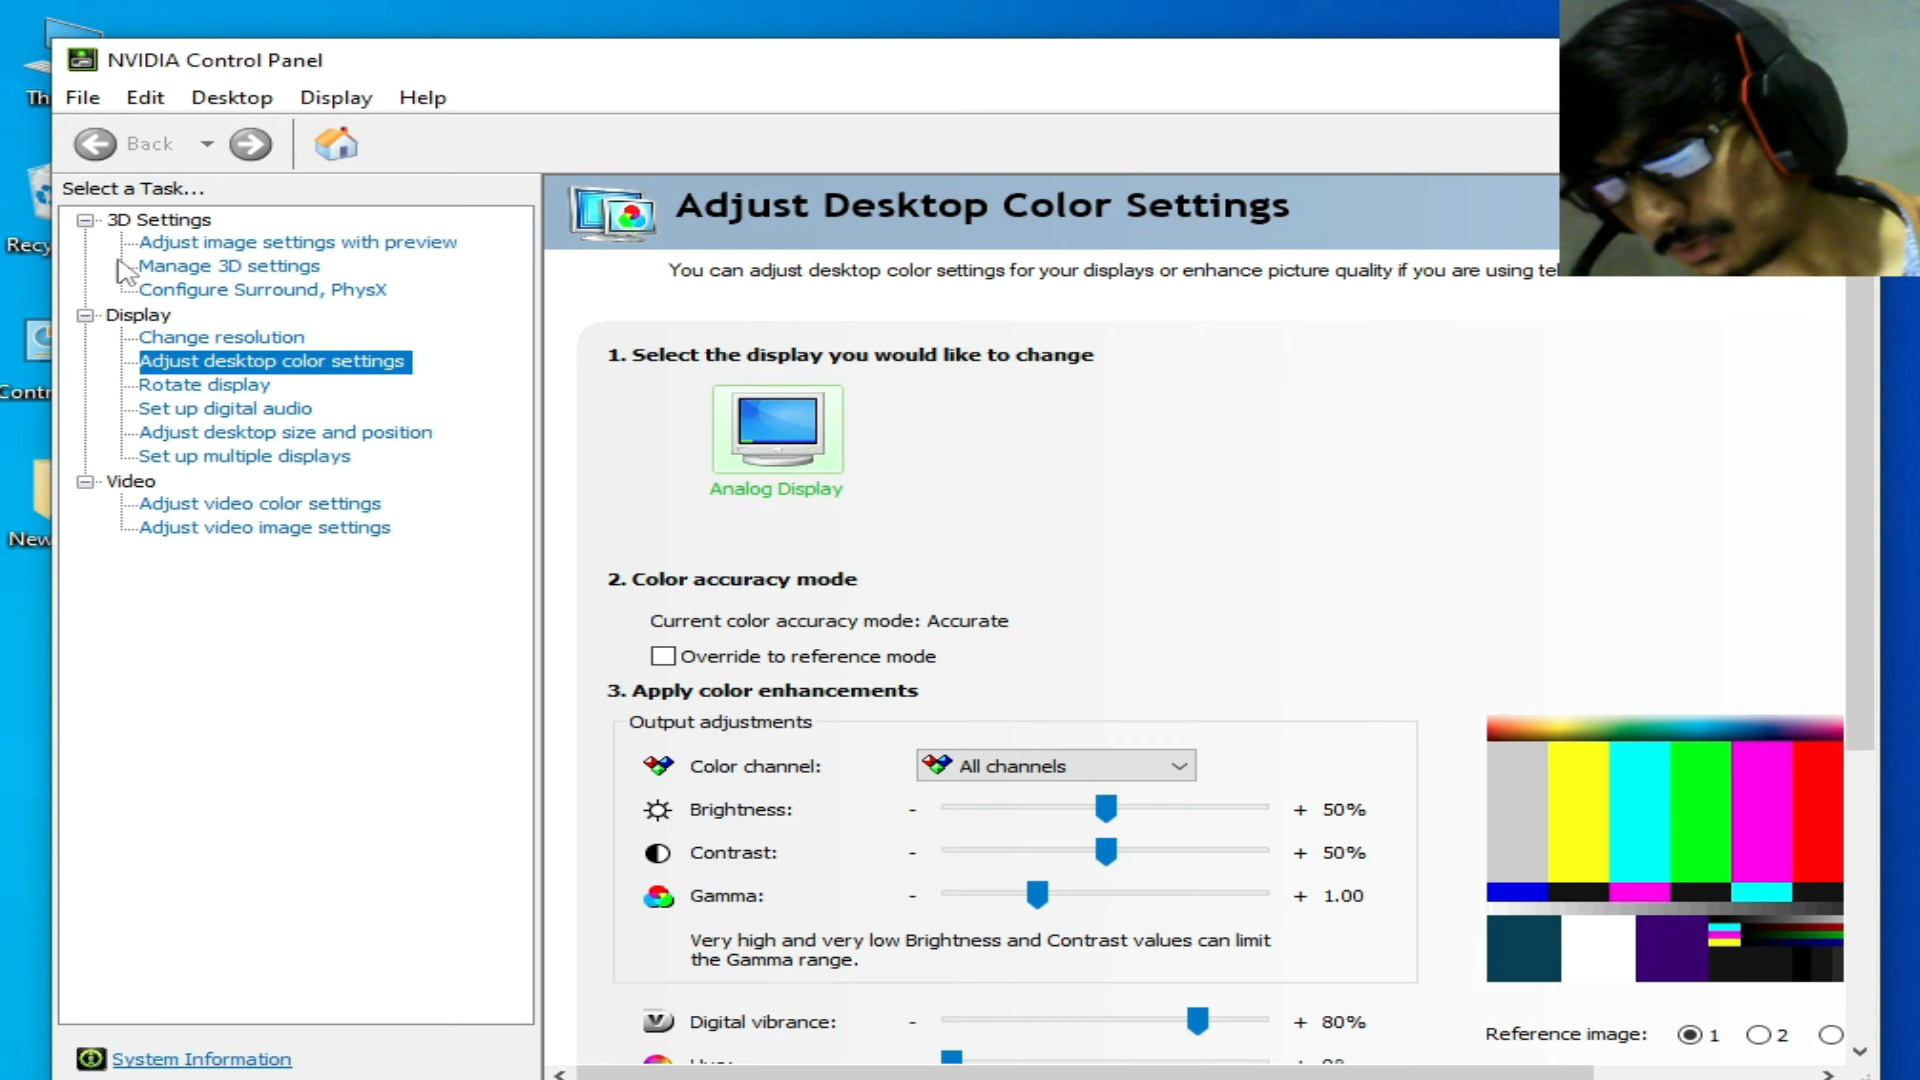 NVIDIA Control Panel
File Edit Desktop Display Help
Back
Select a Task...
3D Settings
Adjust image settings with preview
Manage 3D settings
Configure Surround, PhysX
Display
Change resolution
Adjust desktop color settings
Rotate display
Set up digital audio
Adjust desktop size and position
Set up multiple displays
Video
Adjust video color settings
Adjust video image settings
System Information
Adjust Desktop Color Settings
You can adjust desktop color settings for your displays or enhance picture quality if you are using
1. Select the display you would like to change
Analog Display
2. Color accuracy mode
Current color accuracy mode: Accurate
Override to reference mode
3. Apply color enhancements
Output adjustments
Color channel: All channels
Brightness: - + 50%
Contrast: - + 50%
Gamma: - + 1.00
Very high and very low Brightness and Contrast values can limit
the Gamma range.
Digital vibrance: - + 80%
Reference image: 1 2